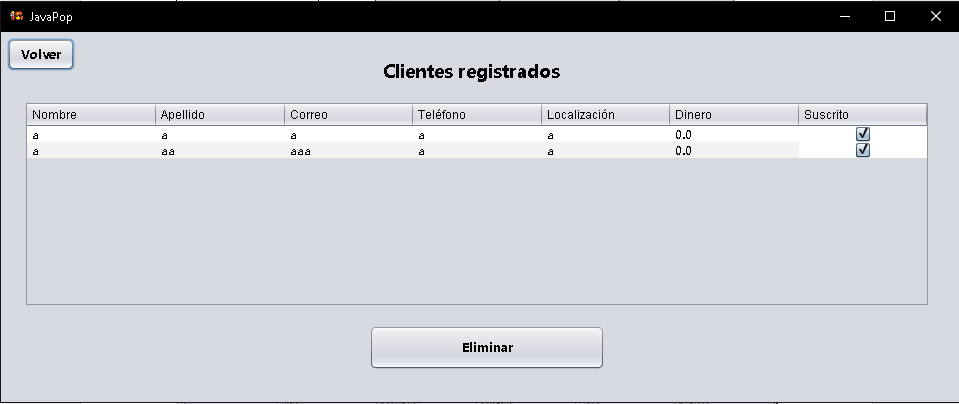 JavaPop
Volver
Clientes registrados
Nombre Apellido Correo Teléfono Localización Dinero Suscrito
a a a a a 0.0
a aa aaa a a 0.0
Eliminar